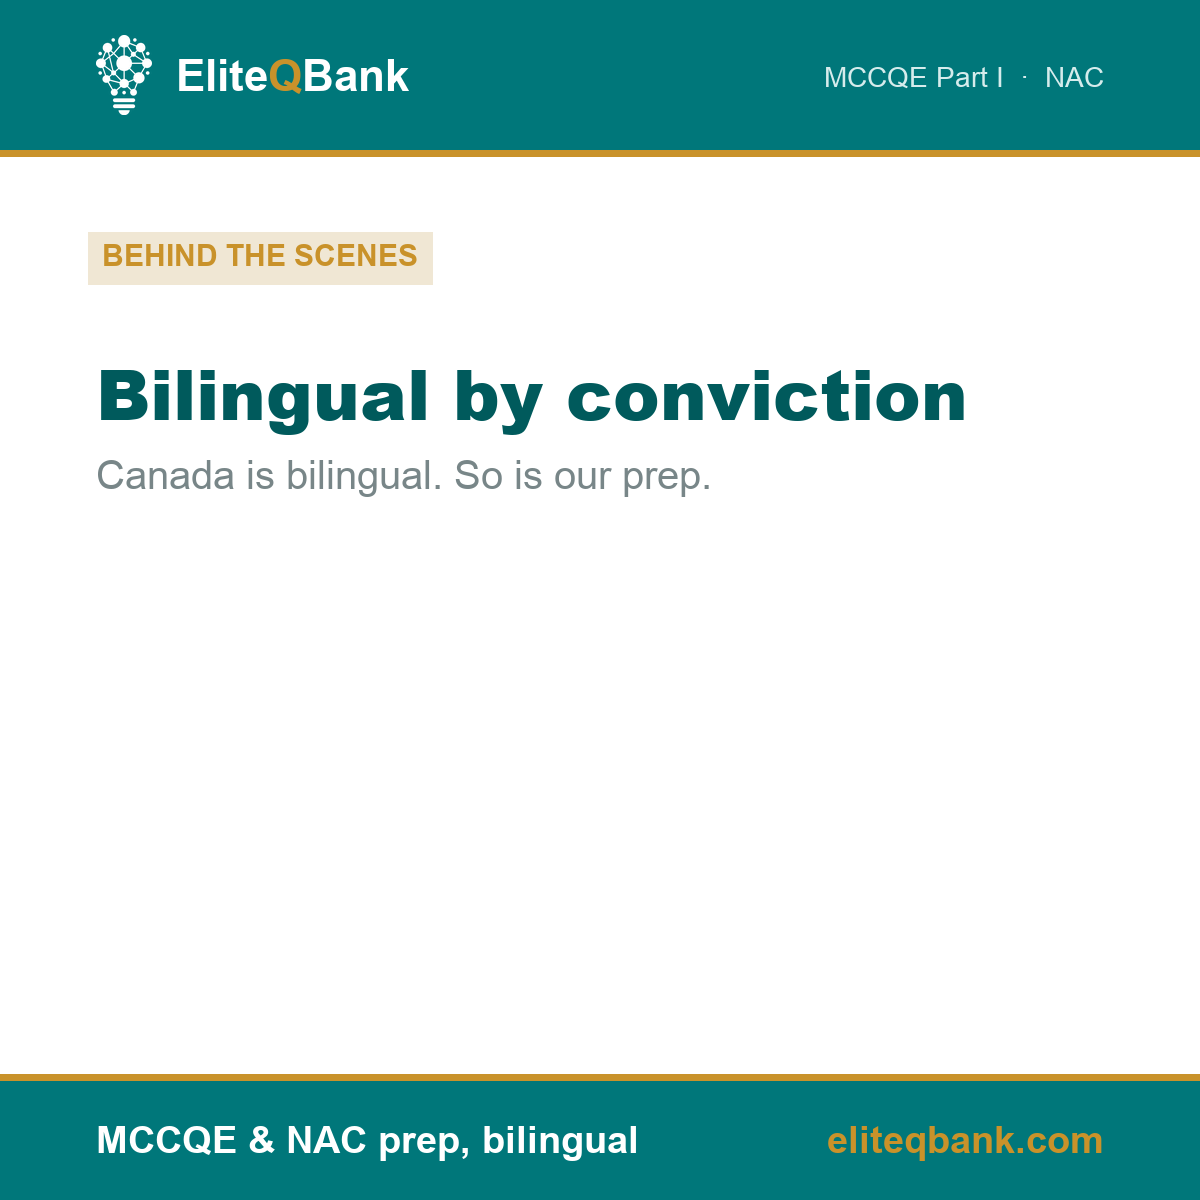 EliteQBank
MCCQE Part I · NAC
BEHIND THE SCENES
Bilingual by conviction
Canada is bilingual. So is our prep.
MCCQE & NAC prep, bilingual
eliteqbank.com